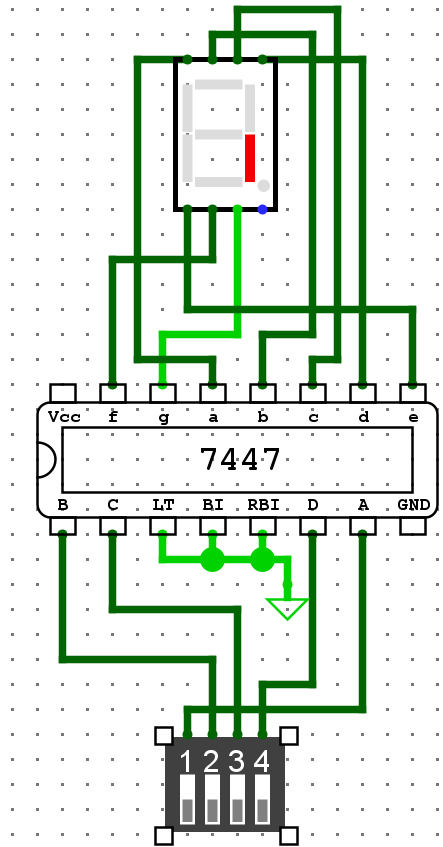 Vcc f g a b c d e
7447
B C LT BI RBI D A GND
1 2 3 4